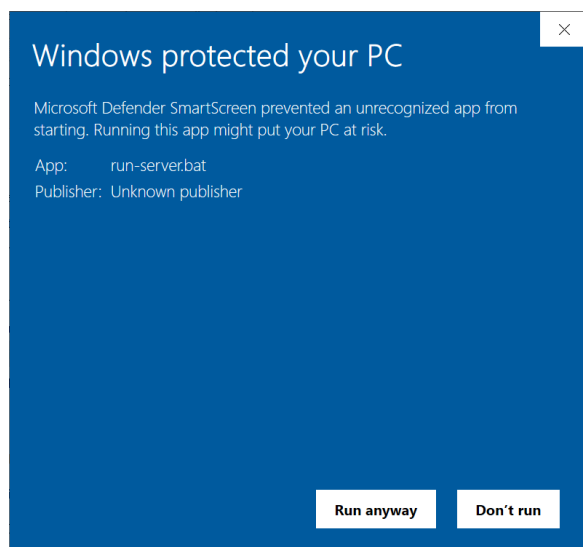 Windows protected your PC
Microsoft Defender SmartScreen prevented an unrecognized app from
starting. Running this app might put your PC at risk.
App: run-server.bat
Publisher: Unknown publisher
Run anyway Don’t run